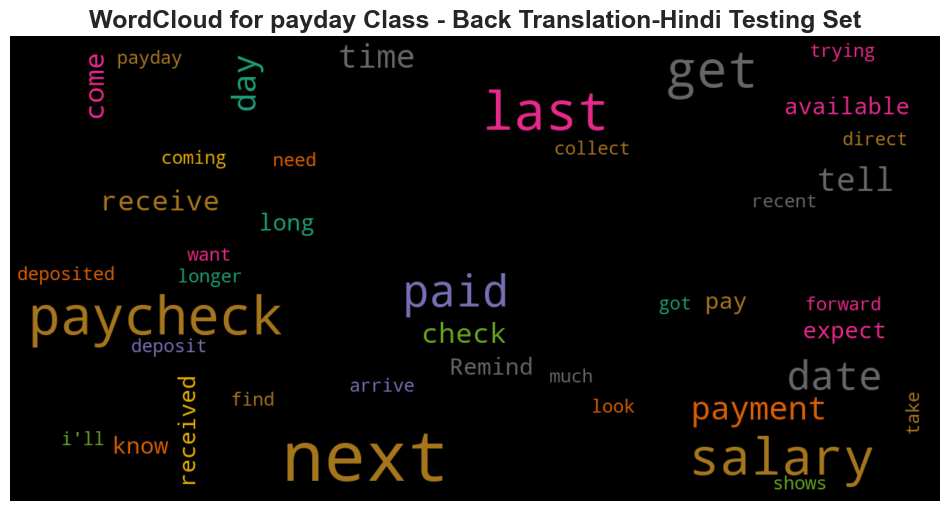 WordCloud for payday Class - Back Translation-Hindi Testing Set
come
payday
day
time
get
trying
last
available
collect
direct
coming
need
tell
receive
recent
long
want
deposited
longer
paycheck
paid
got
pay
forward
check
expect
deposit
Remind
much
date
arrive
received
find
look
payment
take
i'll
know
next
salary
shows